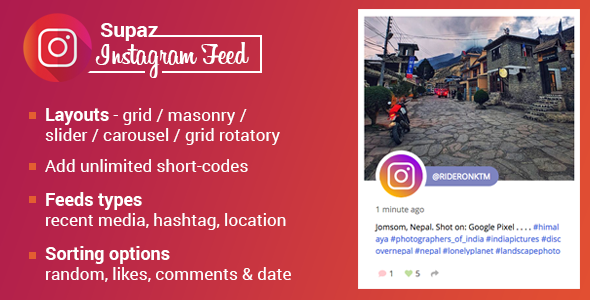 Supaz
Instagram Feed
Layouts - grid / masonry /
slider / carousel / grid rotatory
Add unlimited short-codes
Feeds types
recent media, hashtag, location
Sorting options
random, likes, comments & date
@RIDERONKTM
1 minute ago
Jomsom, Nepal. Shot on: Google Pixel . . . . #himal
aya #photographers_of_india #indiapictures #disc
overnepal #nepal #lonelyplanet #landscapephoto
1 5